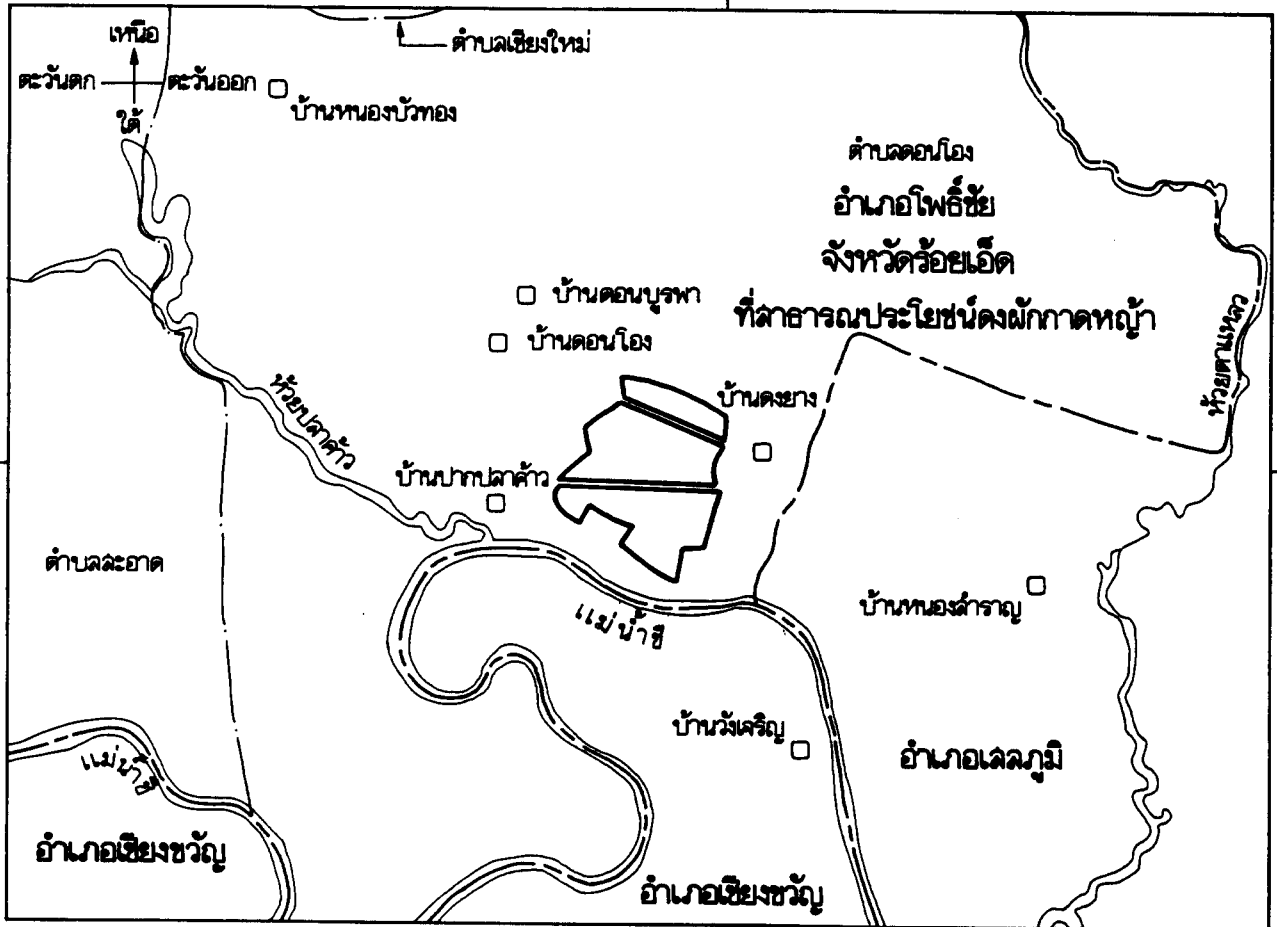 เหนือ
ตะวันตก
ตะวันออก
ใต้
ตำบลเชียงใหม่
บ้านหนองบัวทอง
ตำบลดอนโอง
อำเภอโพธิ์ชัย
จังหวัดร้อยเอ็ด
ที่สาธารณประโยชน์ดงผักกาดหญ้า
บ้านดอนบูรพา
บ้านดอนโอง
ห้วยตาแหลว
ห้วยปลาค้าว
บ้านดงยาง
บ้านปากปลาค้าว
ตำบลสะอาด
บ้านหนองสำราญ
แม่น้ำชี
บ้านวังเจริญ
แม่น้ำชี
อำเภอเสลภูมิ
อำเภอเชียงขวัญ
อำเภอเชียงขวัญ